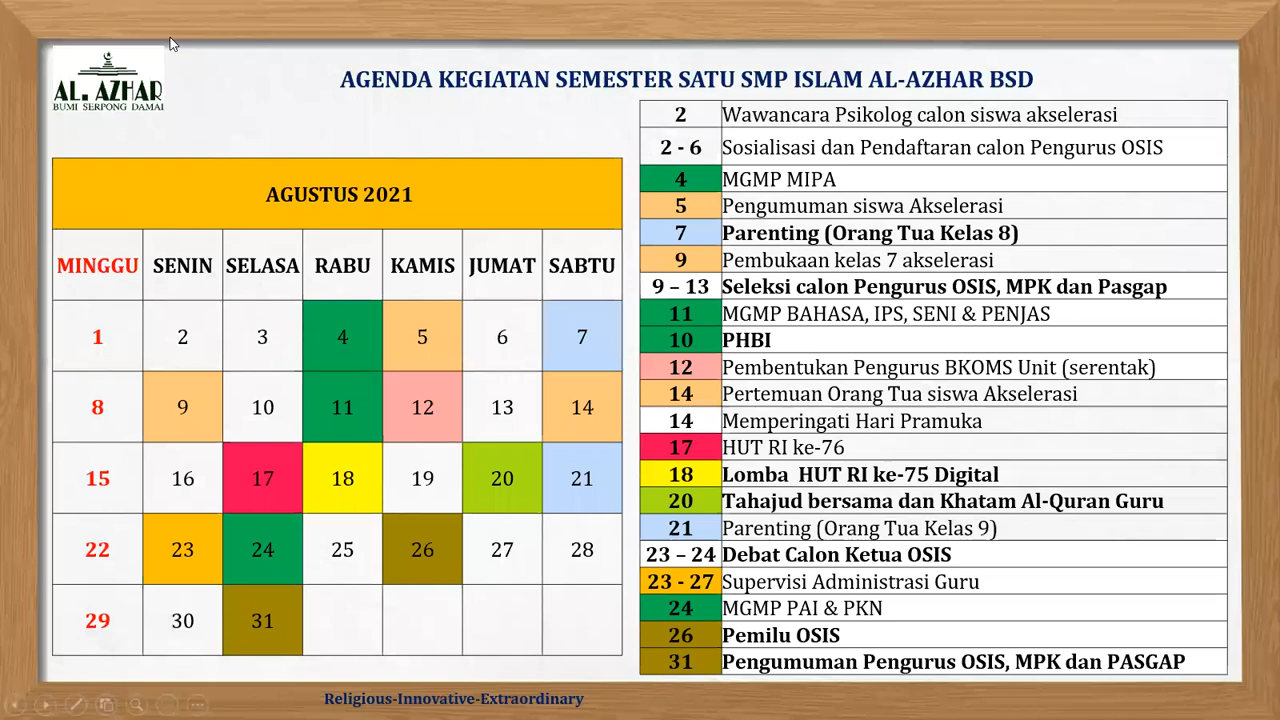 AL. AZHAR
BUMI SERPONG DAMAI
AGENDA KEGIATAN SEMESTER SATU SMP ISLAM AL-AZHAR BSD
AGUSTUS 2021
MINGGU SENIN SELASA RABU KAMIS JUMAT SABTU
1 2 3 4 5 6 7
8 9 10 11 12 13 14
15 16 17 18 19 20 21
22 23 24 25 26 27 28
29 30 31
2 Wawancara Psikolog calon siswa akselerasi
2 - 6 Sosialisasi dan Pendaftaran calon Pengurus OSIS
4 MGMP MIPA
5 Pengumuman siswa Akselerasi
7 Parenting (Orang Tua Kelas 8)
9 Pembukaan kelas 7 akselerasi
9 – 13 Seleksi calon Pengurus OSIS, MPK dan Pasgap
11 MGMP BAHASA, IPS, SENI & PENJAS
10 PHBI
12 Pembentukan Pengurus BKOMS Unit (serentak)
14 Pertemuan Orang Tua siswa Akselerasi
14 Memperingati Hari Pramuka
17 HUT RI ke-76
18 Lomba  HUT RI ke-75 Digital
20 Tahajud bersama dan Khatam Al-Quran Guru
21 Parenting (Orang Tua Kelas 9)
23 – 24 Debat Calon Ketua OSIS
23 - 27 Supervisi Administrasi Guru
24 MGMP PAI & PKN
26 Pemilu OSIS
31 Pengumuman Pengurus OSIS, MPK dan PASGAP
Religious-Innovative-Extraordinary